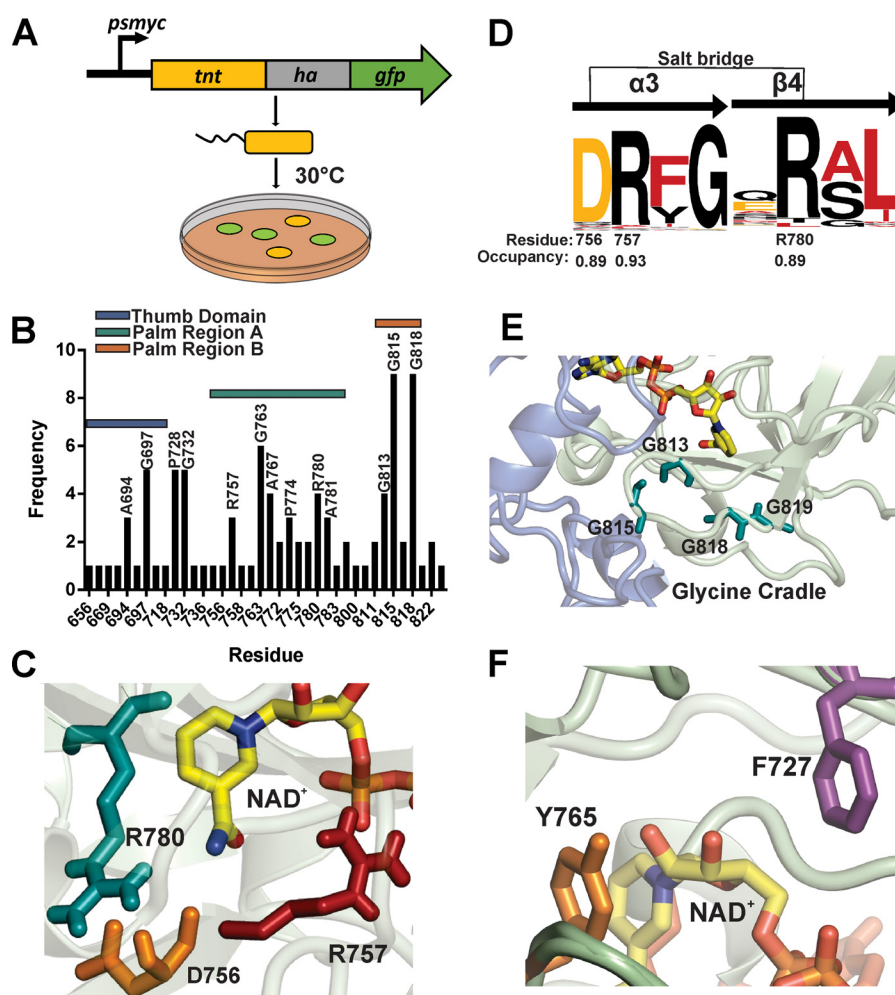 A
psmyc
tnt
ha
gfp
30°C
B
Thumb Domain
Palm Region A
Palm Region B
Frequency
10
8
6
4
2
0
A694
G697
P728
G732
R757
G763
A767
P774
R780
A781
G813
G815
G818
656
669
694
697
718
732
736
756
758
763
772
775
780
783
800
811
815
818
822
Residue
C
R780
NAD+
D756
R757
D
Salt bridge
α3
β4
DRFG
Y
Q
E
RAL
S
Residue: 756 757 R780
Occupancy: 0.89 0.93 0.89
E
G813
G815
G818
G819
Glycine Cradle
F
F727
Y765
NAD+